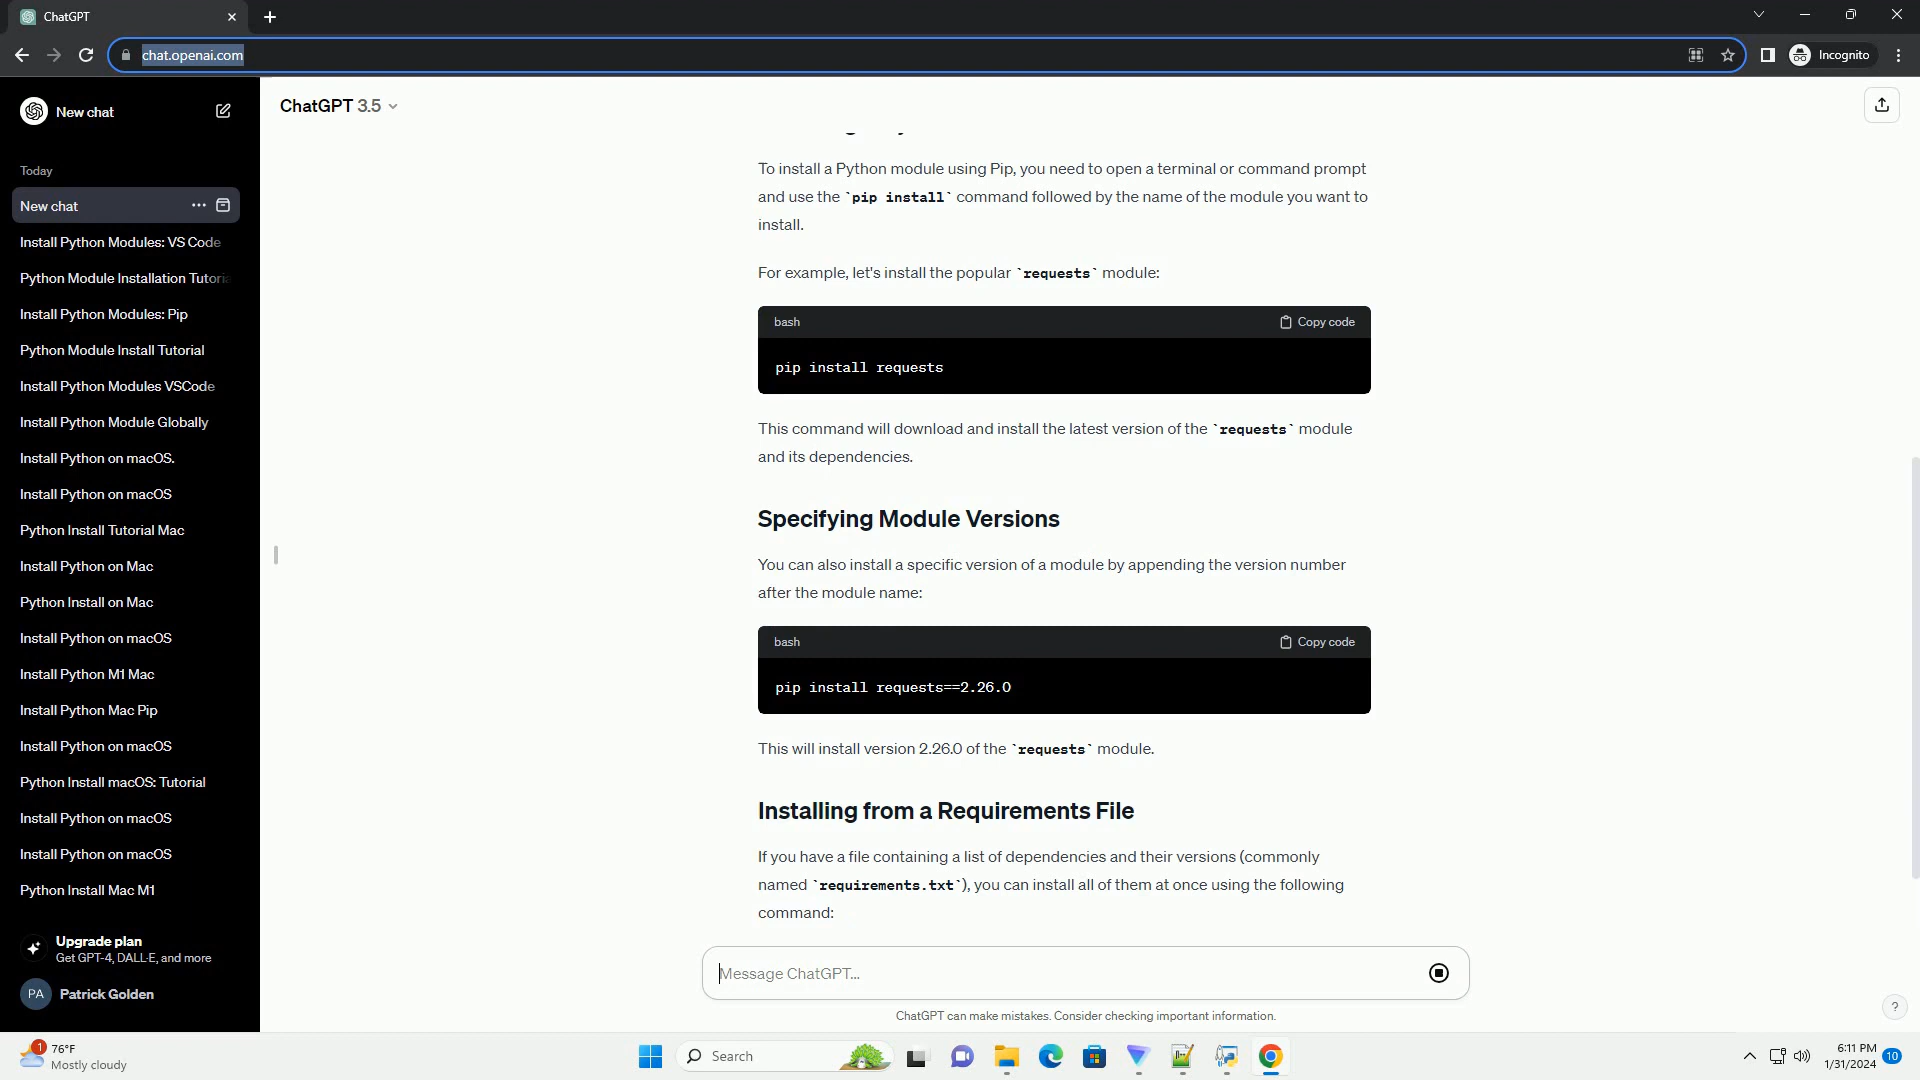 ChatGPT
chat.openai.com
Incognito
New chat
Today
New chat
Install Python Modules: VS Code
Python Module Installation Tutoria
Install Python Modules: Pip
Python Module Install Tutorial
Install Python Modules VSCode
Install Python Module Globally
Install Python on macOS.
Install Python on macOS
Python Install Tutorial Mac
Install Python on Mac
Python Install on Mac
Install Python on macOS
Install Python M1 Mac
Install Python Mac Pip
Install Python on macOS
Python Install macOS: Tutorial
Install Python on macOS
Install Python on macOS
Python Install Mac M1
Upgrade plan
Get GPT-4, DALL·E, and more
PA Patrick Golden
ChatGPT 3.5
To install a Python module using Pip, you need to open a terminal or command prompt
and use the `pip install` command followed by the name of the module you want to
install.
For example, let's install the popular `requests` module:
bash Copy code
pip install requests
This command will download and install the latest version of the `requests` module
and its dependencies.
Specifying Module Versions
You can also install a specific version of a module by appending the version number
after the module name:
bash Copy code
pip install requests==2.26.0
This will install version 2.26.0 of the `requests` module.
Installing from a Requirements File
If you have a file containing a list of dependencies and their versions (commonly
named `requirements.txt`), you can install all of them at once using the following
command:
Message ChatGPT...
ChatGPT can make mistakes. Consider checking important information.
?
1
76°F
Mostly cloudy
Search
6:11 PM
1/31/2024
10